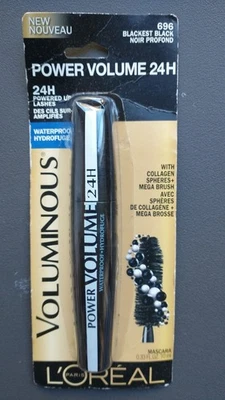 NEW
NOUVEAU
696
BLACKEST BLACK
NOIR PROFOND
POWER VOLUME 24H
24H
POWERED UP
LASHES
DES CILS SUR
AMPLIFIÉS
WATERPROOF
HYDROFUGE
VOLUMINOUS®
POWER VOLUME 24H
WATERPROOF•HYDROFUGE
WITH
COLLAGEN
SPHERES+
MEGA BRUSH
AVEC
SPHÈRES
DE COLLAGÈNE +
MEGA BROSSE
MASCARA
L'ORÉAL
PARIS